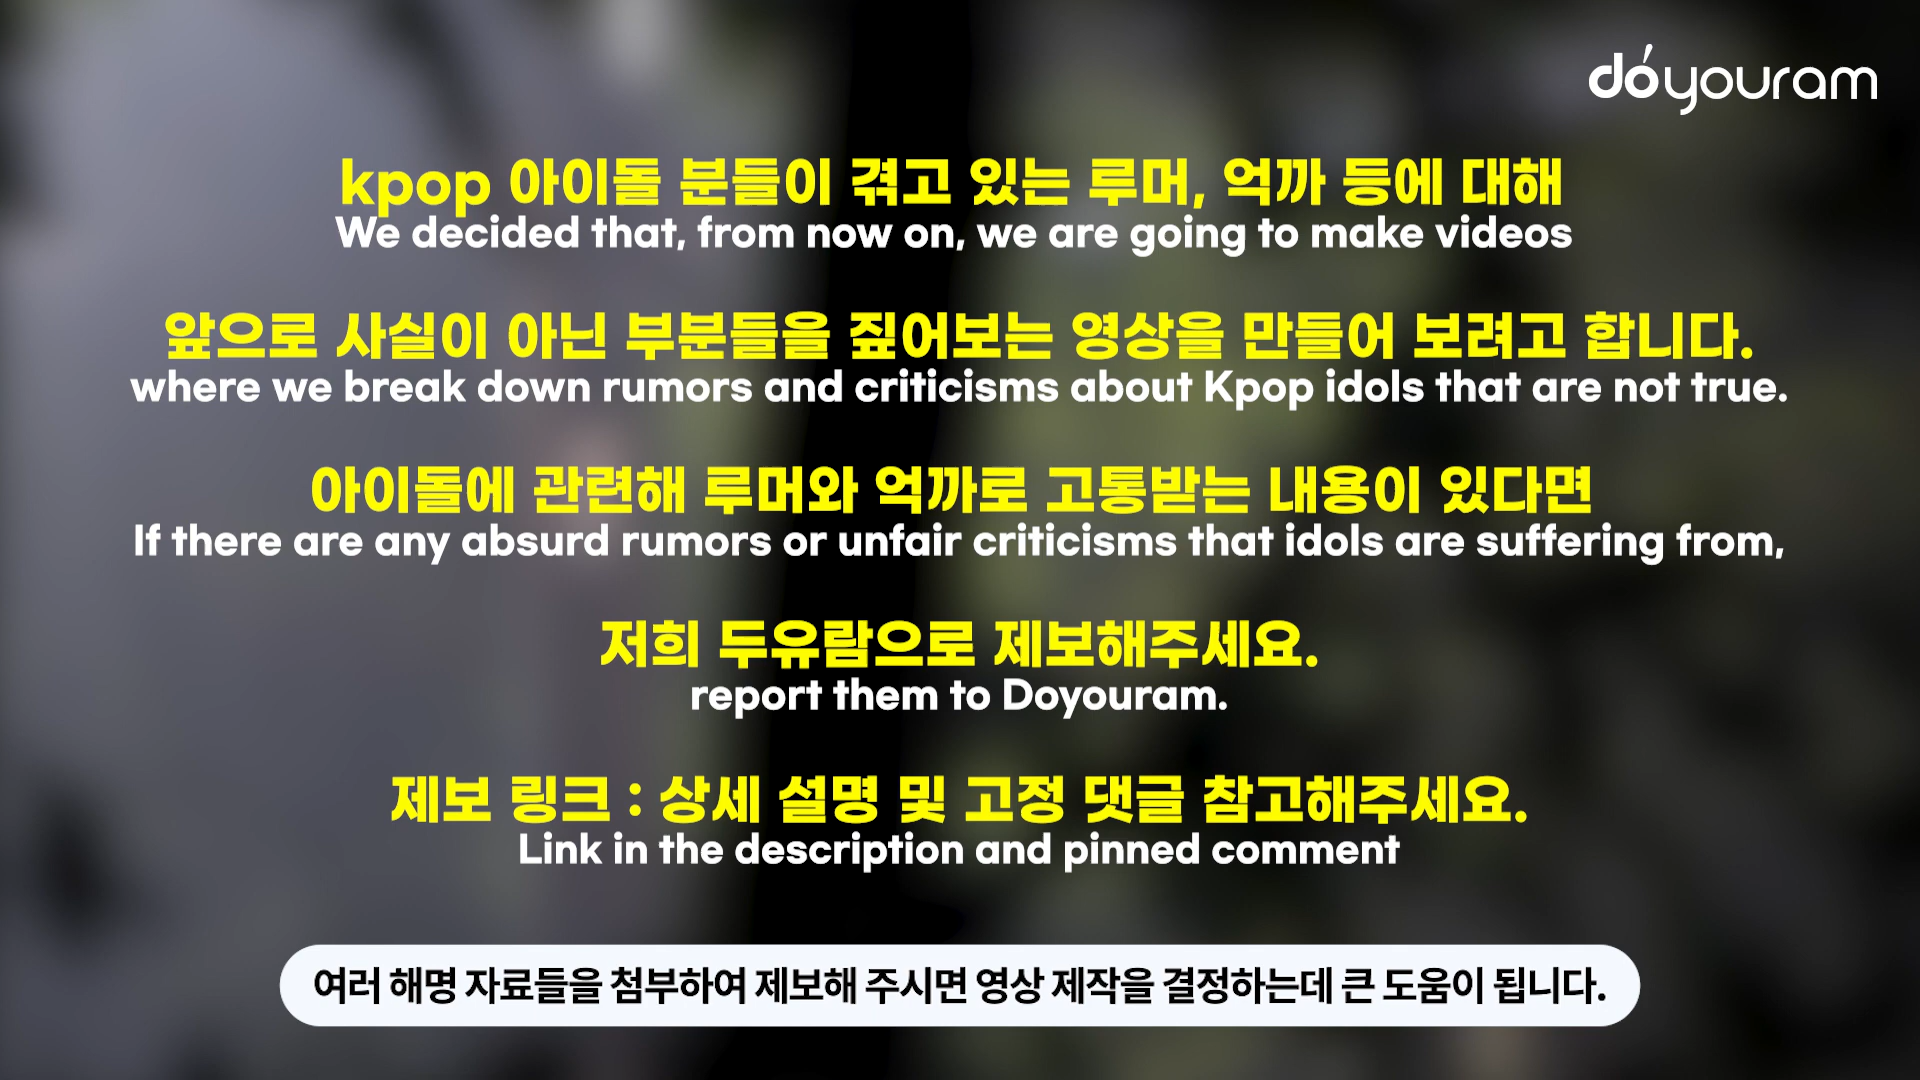 dóyouram
kpop 아이돌 분들이 겪고 있는 루머, 억까 등에 대해
We decided that, from now on, we are going to make videos
앞으로 사실이 아닌 부분들을 짚어보는 영상을 만들어 보려고 합니다.
where we break down rumors and criticisms about Kpop idols that are not true.
아이돌에 관련해 루머와 억까로 고통받는 내용이 있다면
If there are any absurd rumors or unfair criticisms that idols are suffering from,
저희 두유람으로 제보해주세요.
report them to Doyouram.
제보 링크 : 상세 설명 및 고정 댓글 참고해주세요.
Link in the description and pinned comment
여러 해명 자료들을 첨부하여 제보해 주시면 영상 제작을 결정하는데 큰 도움이 됩니다.